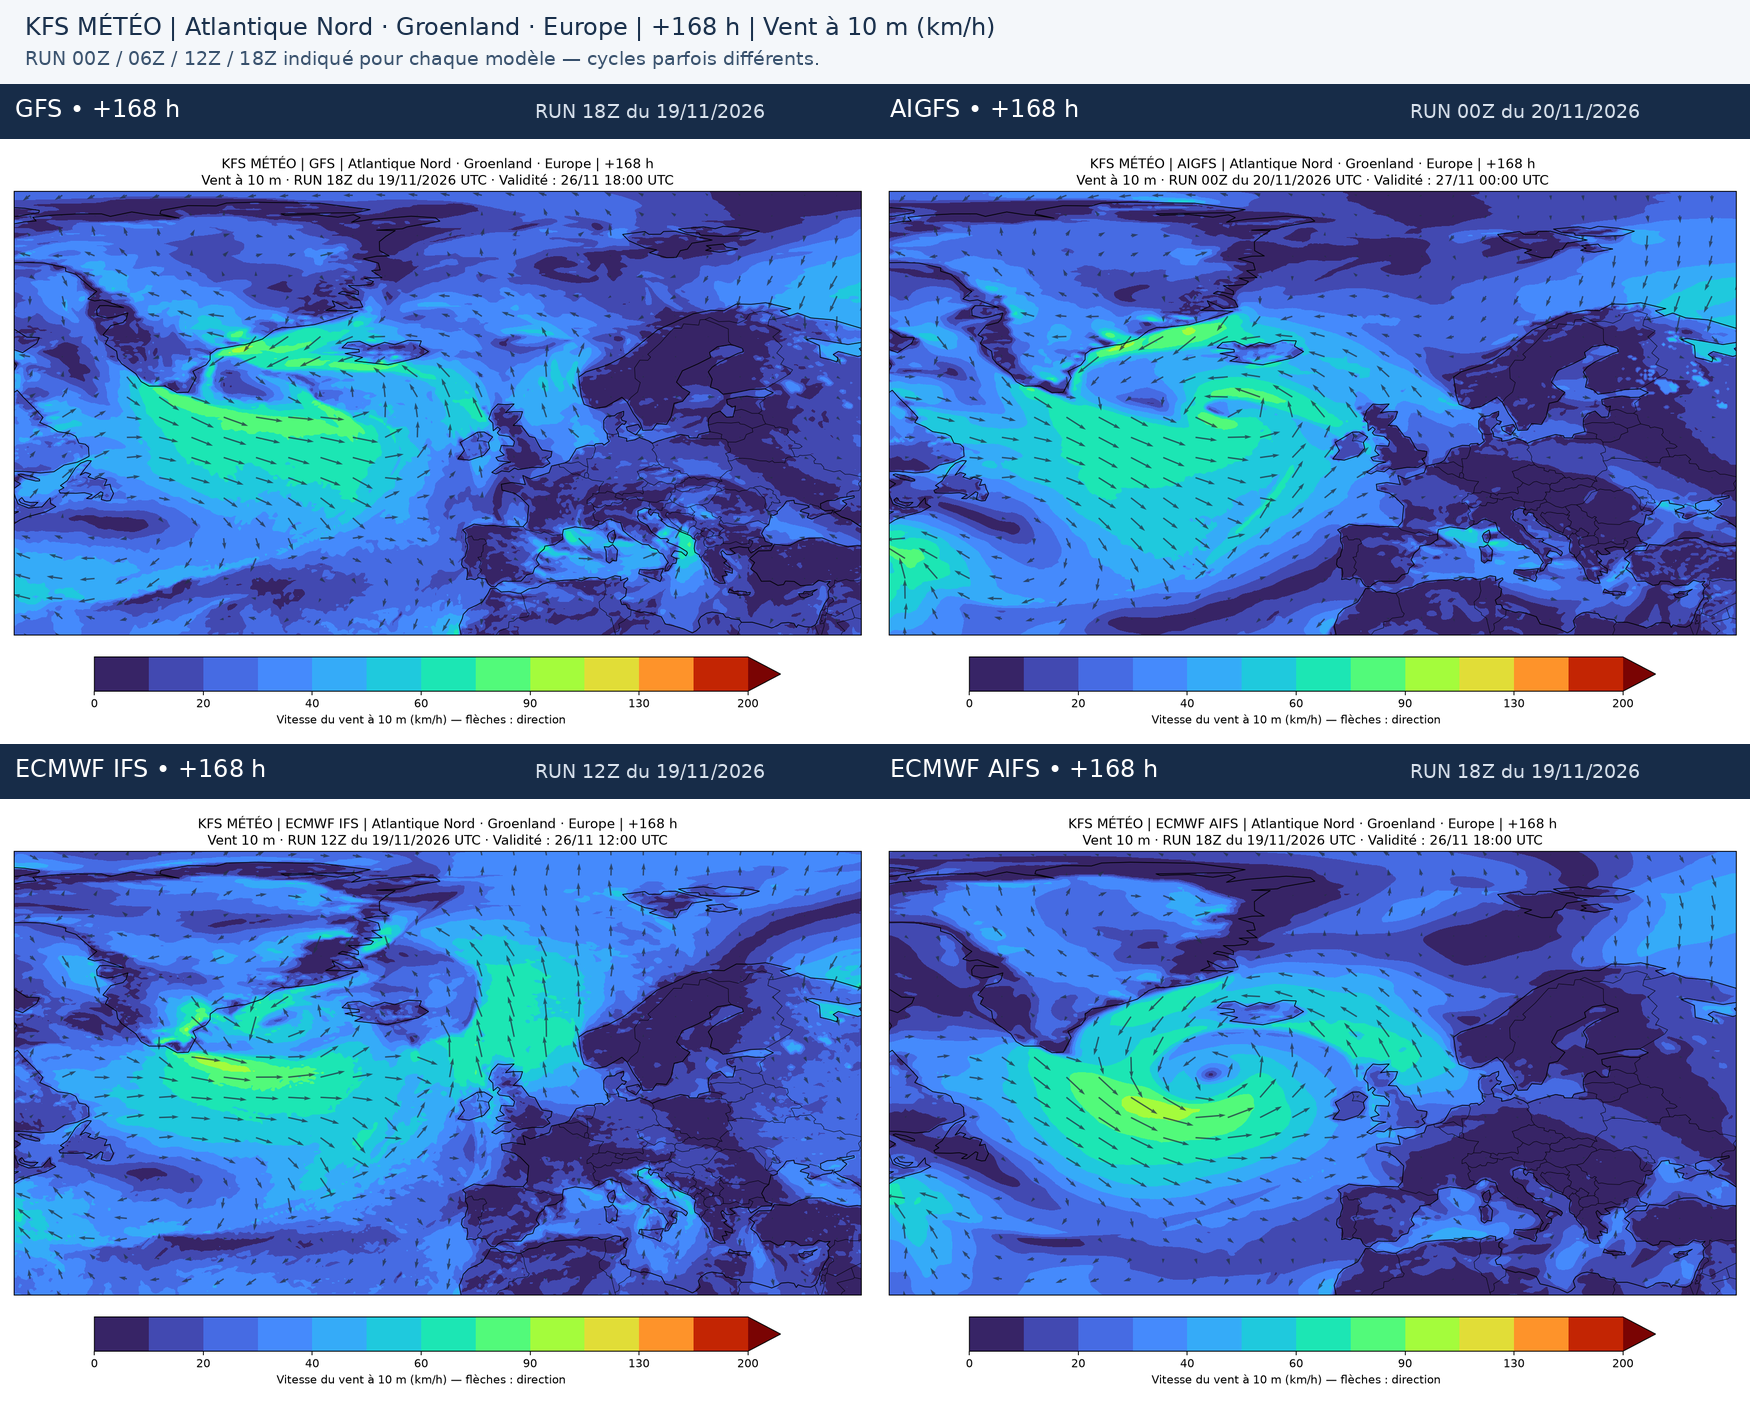 KFS MÉTÉO | Atlantique Nord · Groenland · Europe | +168 h | Vent à 10 m (km/h)
RUN 00Z / 06Z / 12Z / 18Z indiqué pour chaque modèle — cycles parfois différents.
GFS • +168 h
RUN 18Z du 19/11/2026
KFS MÉTÉO | GFS | Atlantique Nord · Groenland · Europe | +168 h
Vent à 10 m · RUN 18Z du 19/11/2026 UTC · Validité : 26/11 18:00 UTC
0 20 40 60 90 130 200
Vitesse du vent à 10 m (km/h) — flèches : direction
AIGFS • +168 h
RUN 00Z du 20/11/2026
KFS MÉTÉO | AIGFS | Atlantique Nord · Groenland · Europe | +168 h
Vent à 10 m · RUN 00Z du 20/11/2026 UTC · Validité : 27/11 00:00 UTC
0 20 40 60 90 130 200
Vitesse du vent à 10 m (km/h) — flèches : direction
ECMWF IFS • +168 h
RUN 12Z du 19/11/2026
KFS MÉTÉO | ECMWF IFS | Atlantique Nord · Groenland · Europe | +168 h
Vent 10 m · RUN 12Z du 19/11/2026 UTC · Validité : 26/11 12:00 UTC
0 20 40 60 90 130 200
Vitesse du vent à 10 m (km/h) — flèches : direction
ECMWF AIFS • +168 h
RUN 18Z du 19/11/2026
KFS MÉTÉO | ECMWF AIFS | Atlantique Nord · Groenland · Europe | +168 h
Vent 10 m · RUN 18Z du 19/11/2026 UTC · Validité : 26/11 18:00 UTC
0 20 40 60 90 130 200
Vitesse du vent à 10 m (km/h) — flèches : direction